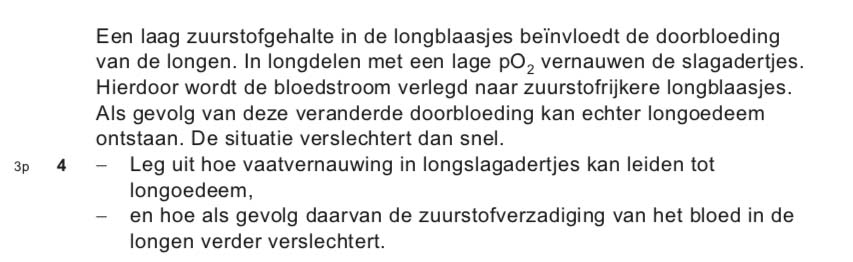 Een laag zuurstofgehalte in de longblaasjes beïnvloedt de doorbloeding
van de longen. In longdelen met een lage pO₂ vernauwen de slagadertjes.
Hierdoor wordt de bloedstroom verlegd naar zuurstofrijkere longblaasjes.
Als gevolg van deze veranderde doorbloeding kan echter longoedeem
ontstaan. De situatie verslechtert dan snel.
3p 4 – Leg uit hoe vaatvernauwing in longslagadertjes kan leiden tot
longoedeem,
– en hoe als gevolg daarvan de zuurstofverzadiging van het bloed in de
longen verder verslechtert.